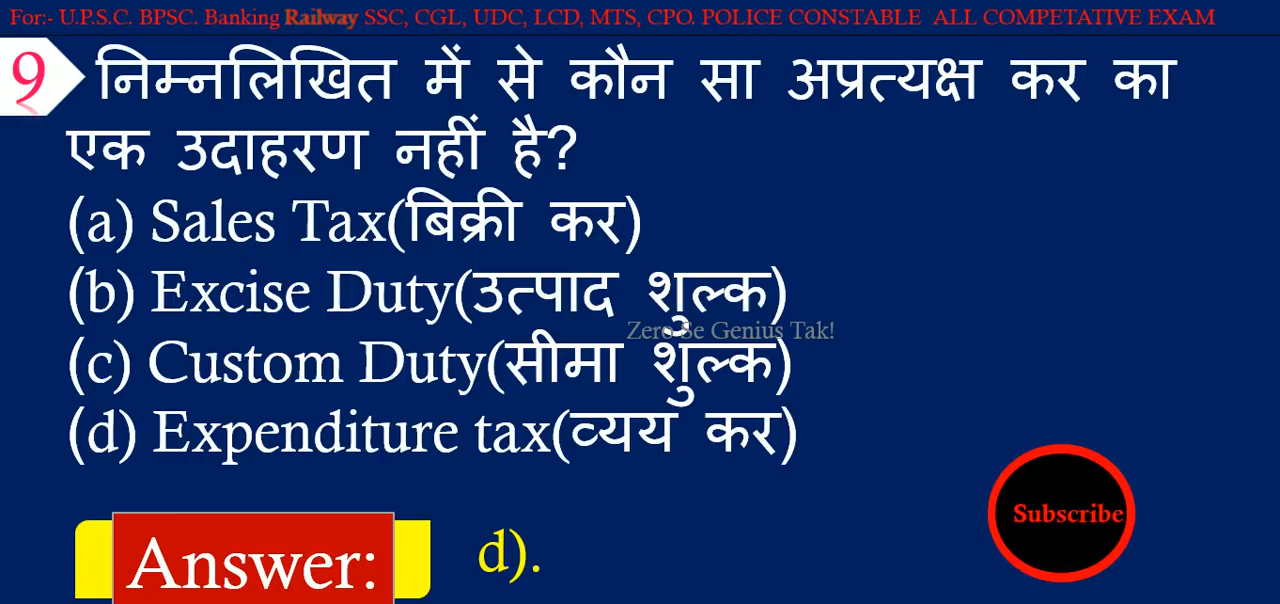 For:- U.P.S.C. BPSC. Banking Railway SSC, CGL, UDC, LCD, MTS, CPO. POLICE CONSTABLE ALL COMPETATIVE EXAM
9 निम्नलिखित में से कौन सा अप्रत्यक्ष कर का
एक उदाहरण नहीं है?
(a) Sales Tax(बिक्री कर)
(b) Excise Duty(उत्पाद शुल्क)
Zero Se Genius Tak!
(c) Custom Duty(सीमा शुल्क)
(d) Expenditure tax(व्यय कर)
Subscribe
Answer: d).